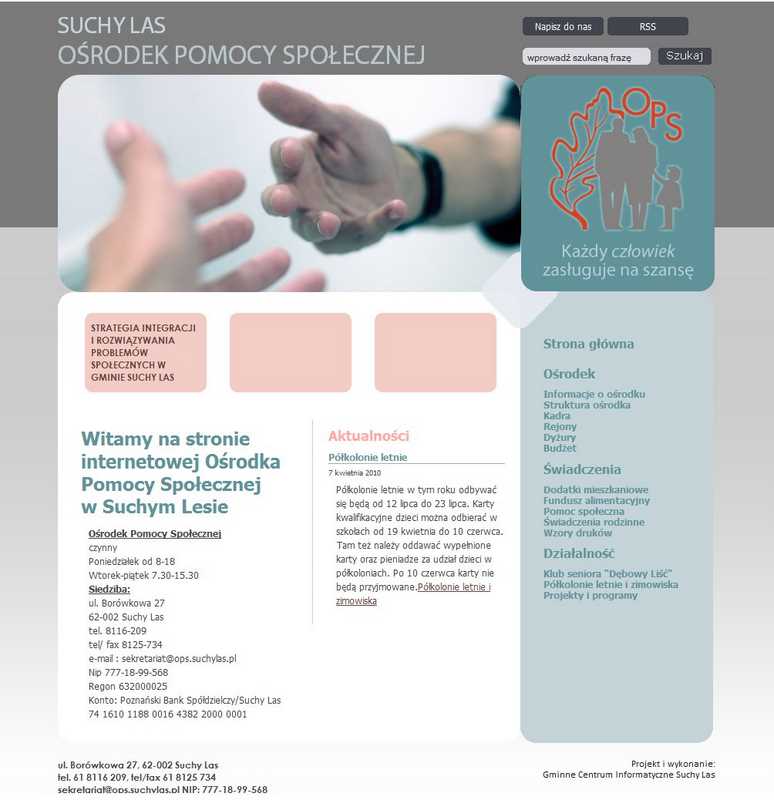 SUCHY LAS
OŚRODEK POMOCY SPOŁECZNEJ
Napisz do nas
RSS
wprowadź szukaną frazę
Szukaj
OPS
Każdy człowiek
zasługuje na szansę
STRATEGIA INTEGRACJI
I ROZWIĄZYWANIA
PROBLEMÓW
SPOŁECZNYCH W
GMINIE SUCHY LAS
Witamy na stronie
internetowej Ośrodka
Pomocy Społecznej
w Suchym Lesie
Ośrodek Pomocy Społecznej
czynny
Poniedziałek od 8-18
Wtorek-piątek 7.30-15.30
Siedziba:
ul. Borówkowa 27
62-002 Suchy Las
tel. 8116-209
tel/ fax 8125-734
e-mail : sekretariat@ops.suchylas.pl
Nip 777-18-99-568
Regon 632000025
Konto: Poznański Bank Spółdzielczy/Suchy Las
74 1610 1188 0016 4382 2000 0001
Aktualności
Półkolonie letnie
7 kwietnia 2010
Półkolonie letnie w tym roku odbywać
się będą od 12 lipca do 23 lipca. Karty
kwalifikacyjne dzieci można odbierać w
szkołach od 19 kwietnia do 10 czerwca.
Tam też należy oddawać wypełnione
karty oraz pieniadze za udział dzieci w
półkoloniach. Po 10 czerwca karty nie
będą przyjmowane.Półkolonie letnie i
zimowiska
Strona główna
Ośrodek
Informacje o ośrodku
Struktura ośrodka
Kadra
Rejony
Dyżury
Budżet
Świadczenia
Dodatki mieszkaniowe
Fundusz alimentacyjny
Pomoc społeczna
Świadczenia rodzinne
Wzory druków
Działalność
Klub seniora "Dębowy Liść"
Półkolonie letnie i zimowiska
Projekty i programy
ul. Borówkowa 27, 62-002 Suchy Las
tel. 61 8116 209, tel/fax 61 8125 734
sekretariat@ops.suchylas.pl NIP: 777-18-99-568
Projekt i wykonanie:
Gminne Centrum Informatyczne Suchy Las